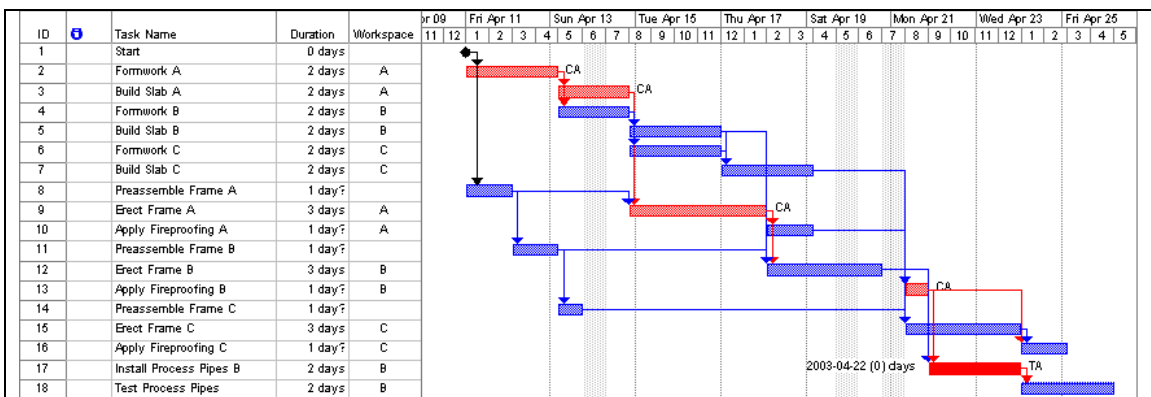 or 09 Fri Apr 11 Sun Apr 13 Tue Apr 15 Thu Apr 17 Sat Apr 19 Mon Apr 21 Wed Apr 23 Fri Apr 25
ID Task Name Duration Workspace 11 12 1 2 3 4 5 6 7 8 9 10 11 12 1 2 3 4 5 6 7 8 9 10 11 12 1 2 3 4 5
1 Start 0 days
2 Formwork A 2 days A CA
3 Build Slab A 2 days A CA
4 Formwork B 2 days B
5 Build Slab B 2 days B
6 Formwork C 2 days C
7 Build Slab C 2 days C
8 Preassemble Frame A 1 day?
9 Erect Frame A 3 days A CA
10 Apply Fireproofing A 1 day? A
11 Preassemble Frame B 1 day?
12 Erect Frame B 3 days B
13 Apply Fireproofing B 1 day? B CA
14 Preassemble Frame C 1 day?
15 Erect Frame C 3 days C
16 Apply Fireproofing C 1 day? C
17 Install Process Pipes B 2 days B 2003-04-22 (0) days TA
18 Test Process Pipes 2 days B